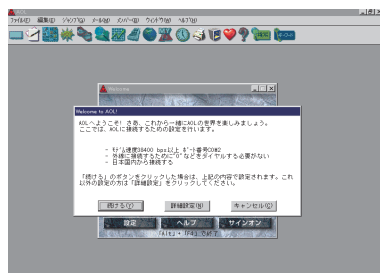 AOL
ファイル(F) 編集(E) ジャンプ(G) メール(M) メンバー(B) ウィンドウ(W) ヘルプ(H)
Welcome
Welcome to AOL!
AOLへようこそ! さあ、これから一緒にAOLの世界を楽しみましょう。
ここでは、AOLに接続するための設定を行います。
- モデム速度38400 bps以上 ポート番号COM2
- 外線に接続するために"0"などをダイヤルする必要がない
- 日本国内から接続する
「続ける」のボタンをクリックした場合は、上記の内容で設定されます。これ
以外の設定の方は「詳細設定」をクリックしてください。
続ける(Y) 詳細設定(N) キャンセル(C)
設定 ヘルプ サインオン
「Alt」+「F4」で終了